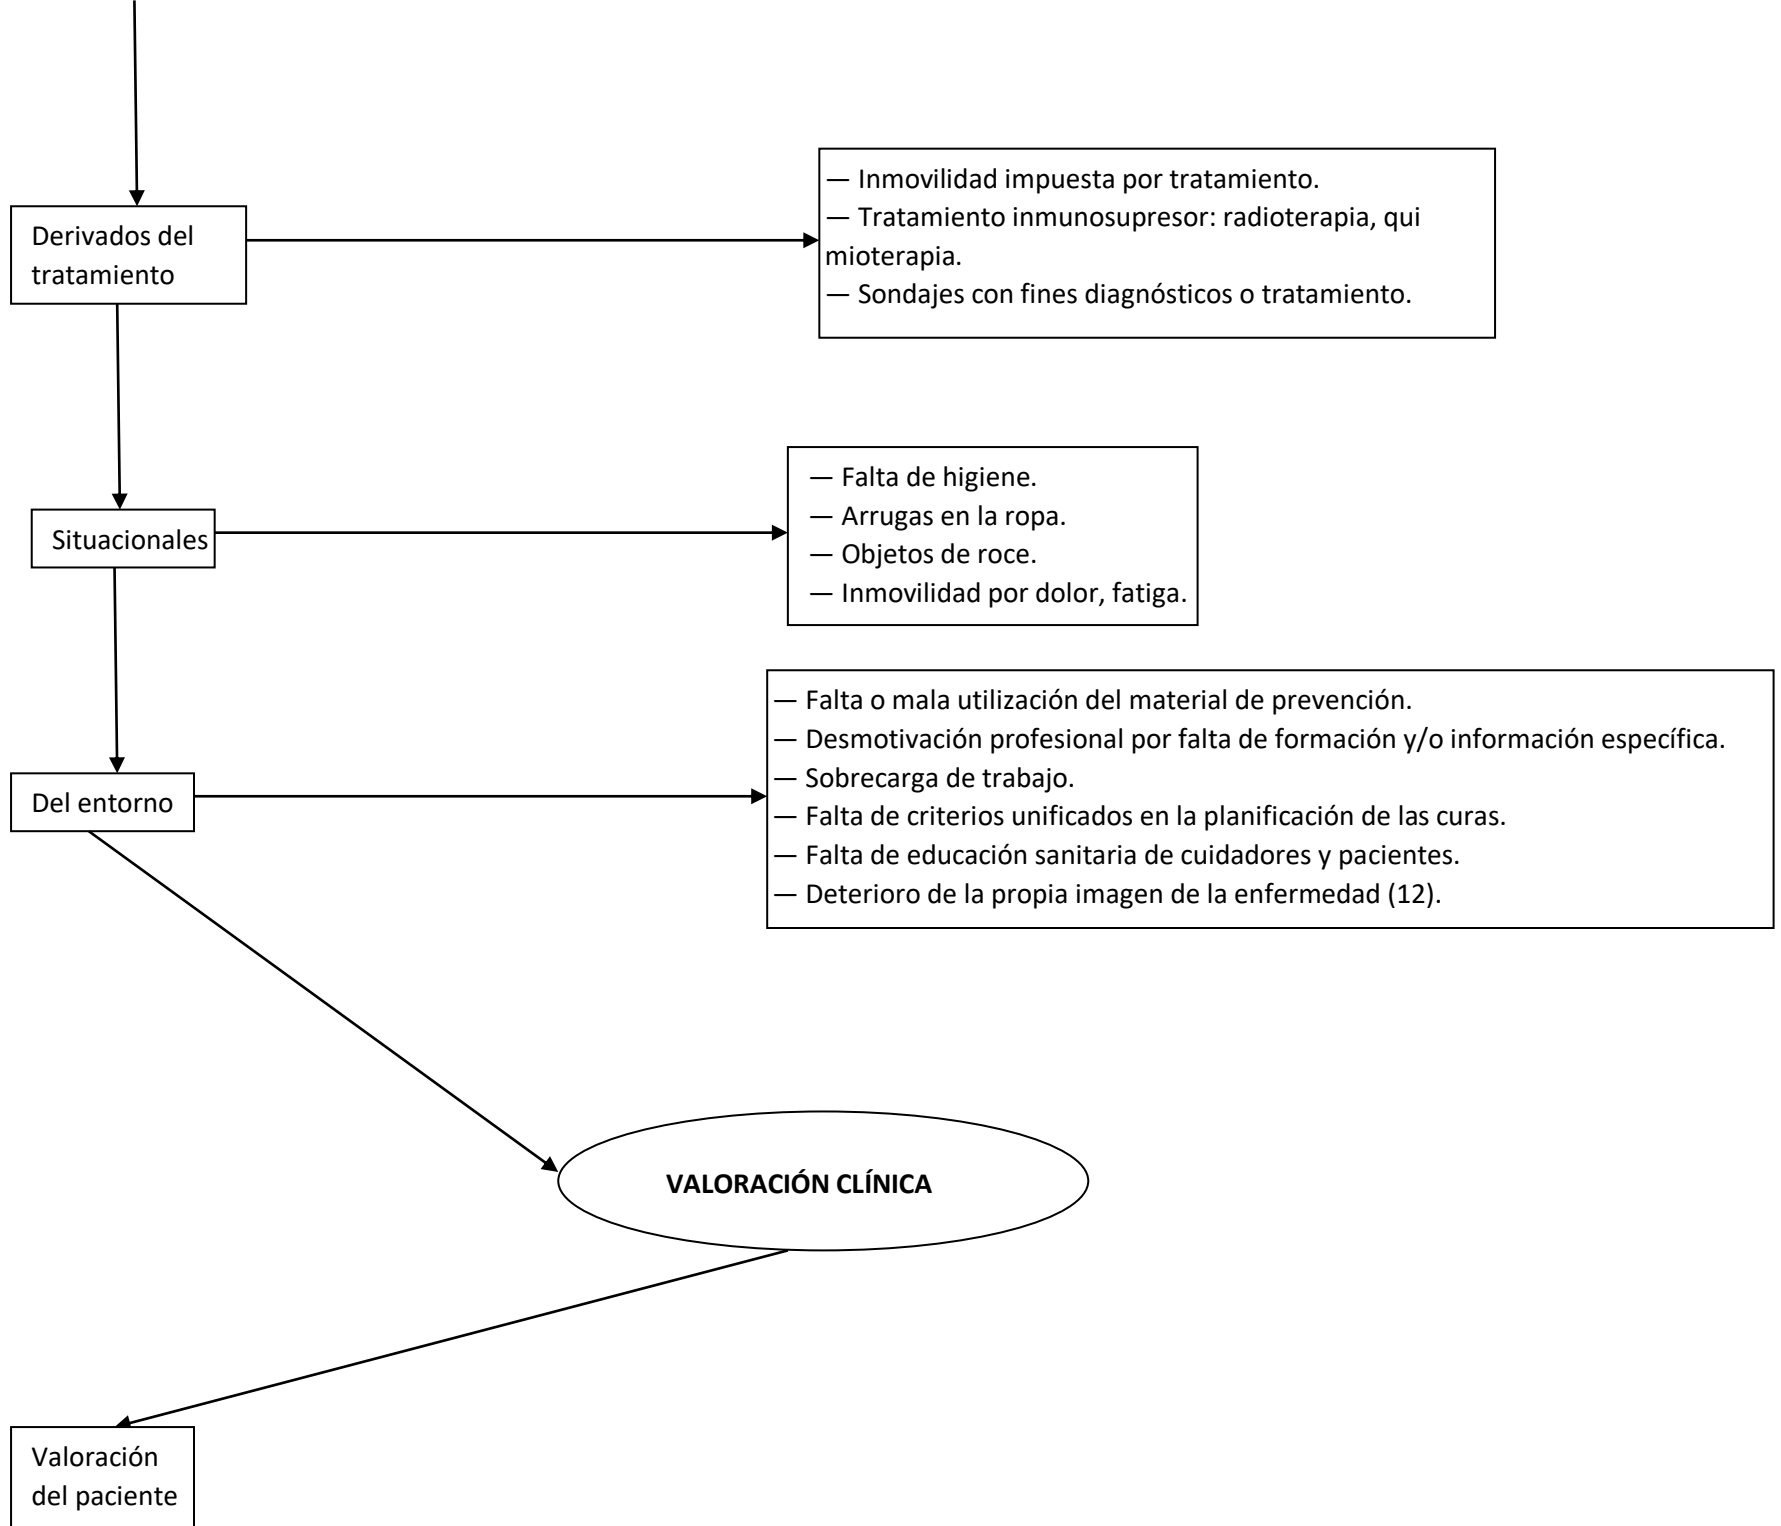 Derivados del
tratamiento
— Inmovilidad impuesta por tratamiento.
— Tratamiento inmunosupresor: radioterapia, qui
mioterapia.
— Sondajes con fines diagnósticos o tratamiento.
Situacionales
— Falta de higiene.
— Arrugas en la ropa.
— Objetos de roce.
— Inmovilidad por dolor, fatiga.
Del entorno
— Falta o mala utilización del material de prevención.
— Desmotivación profesional por falta de formación y/o información específica.
— Sobrecarga de trabajo.
— Falta de criterios unificados en la planificación de las curas.
— Falta de educación sanitaria de cuidadores y pacientes.
— Deterioro de la propia imagen de la enfermedad (12).
VALORACIÓN CLÍNICA
Valoración
del paciente